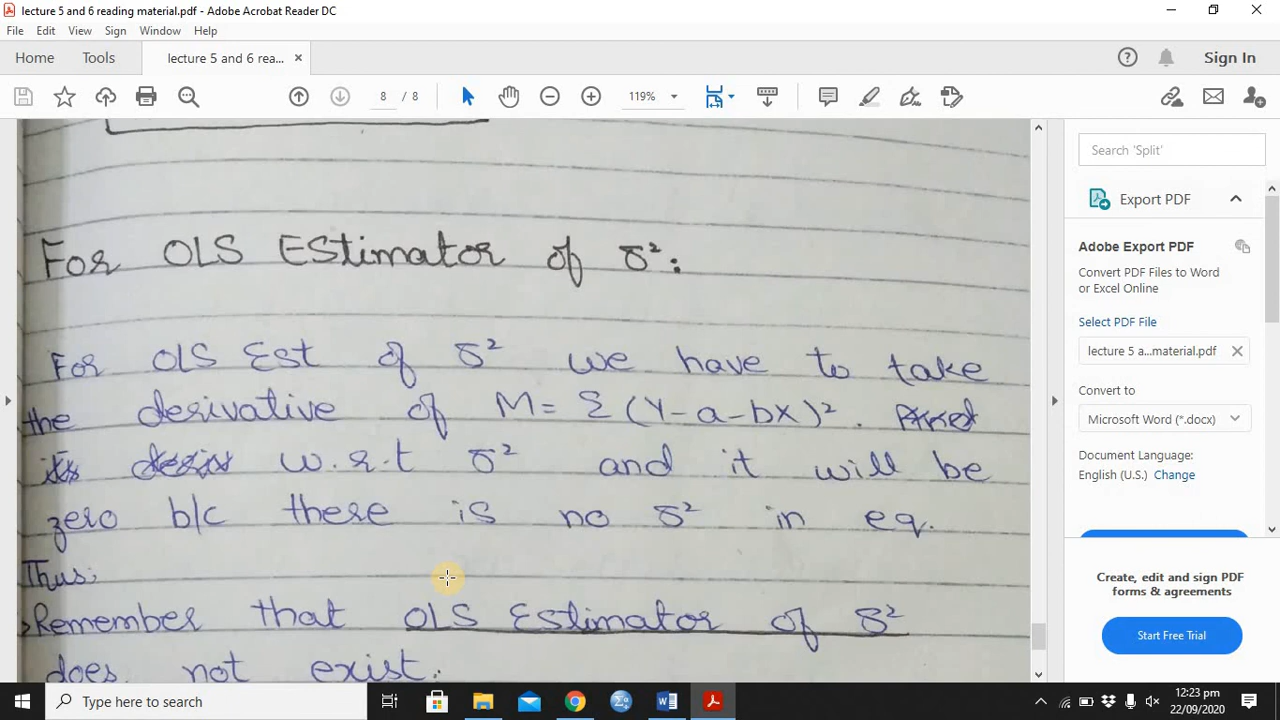 lecture 5 and 6 reading material.pdf - Adobe Acrobat Reader DC
File Edit View Sign Window Help
Home Tools lecture 5 and 6 rea... × Sign In
8 / 8 119%
For OLS EStimator of σ²:
For OLS Est of σ² we have to take
the derivative of M= Σ (Y-a-bX)².
w.r.t σ² and it will be
zero b/c there is no σ² in eq.
Thus:
Remember that OLS Estimator of σ²
does not exist.
Search 'Split'
Export PDF
Adobe Export PDF
Convert PDF Files to Word
or Excel Online
Select PDF File
lecture 5 a...material.pdf
Convert to
Microsoft Word (*.docx)
Document Language:
English (U.S.) Change
Create, edit and sign PDF
forms & agreements
Start Free Trial
Type here to search
12:23 pm
22/09/2020